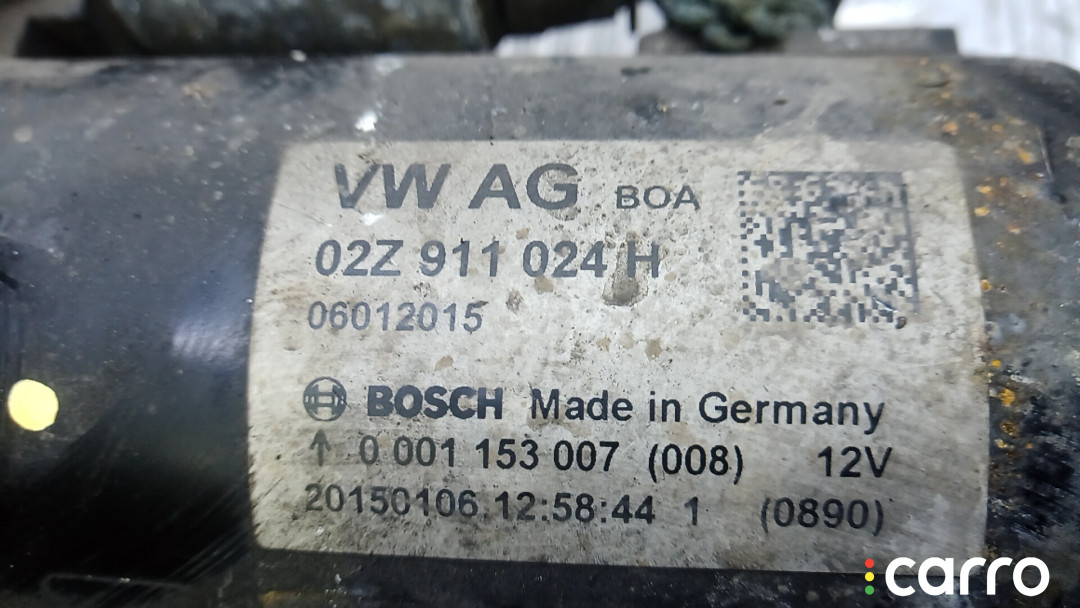 VW AG BOA
02Z 911 024 H
06012015
BOSCH Made in Germany
↑ 0 001 153 007 (008) 12V
20150106 12:58:44 1 (0890)
carro